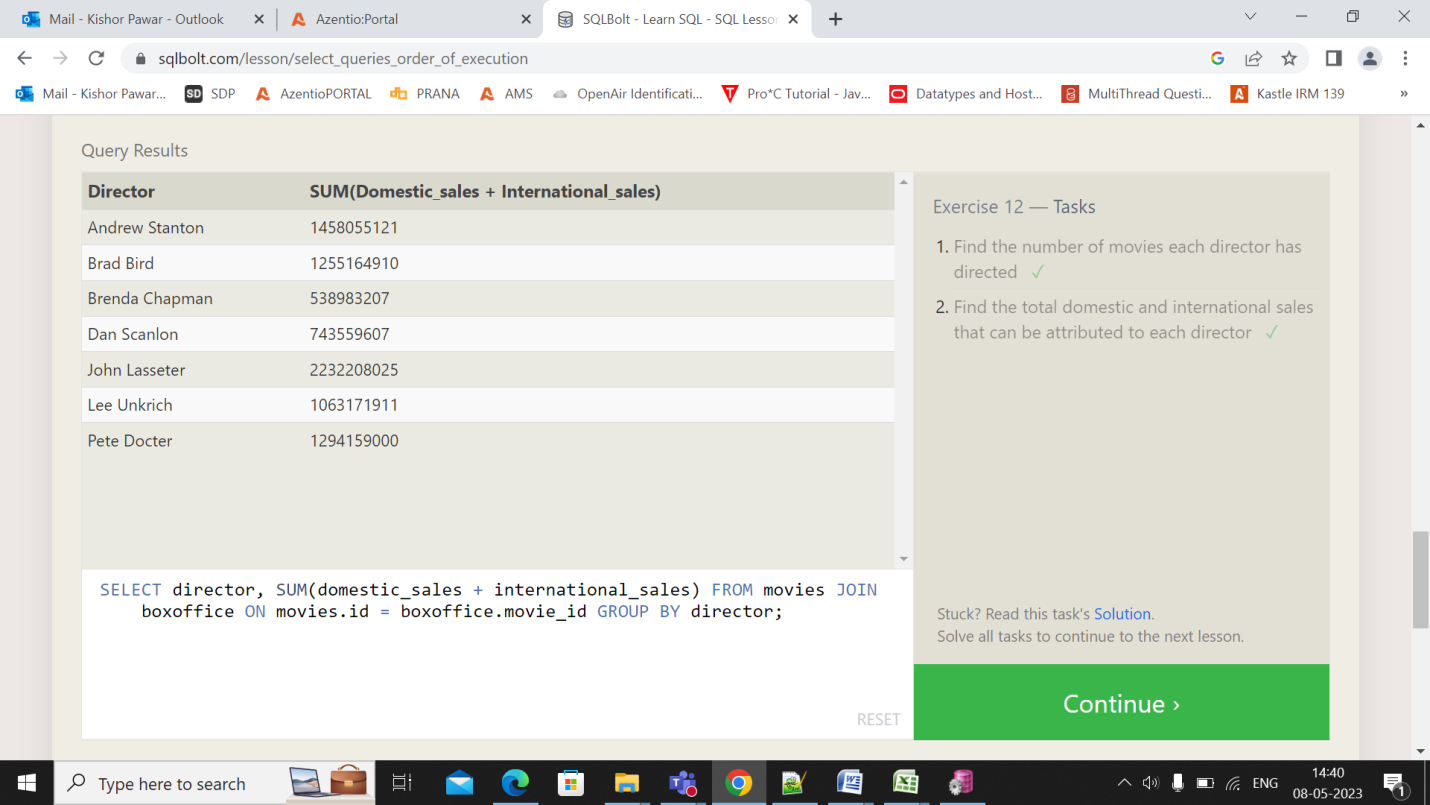 Mail - Kishor Pawar - Outlook
Azentio:Portal
SQLBolt - Learn SQL - SQL Lesso
sqlbolt.com/lesson/select_queries_order_of_execution
Mail - Kishor Pawar...
SD SDP
AzentioPORTAL
PRANA
AMS
OpenAir Identificati...
Pro*C Tutorial - Jav...
Datatypes and Host...
MultiThread Questi...
Kastle IRM 139
»
Query Results
Director SUM(Domestic_sales + International_sales)
Andrew Stanton 1458055121
Brad Bird 1255164910
Brenda Chapman 538983207
Dan Scanlon 743559607
John Lasseter 2232208025
Lee Unkrich 1063171911
Pete Docter 1294159000
SELECT director, SUM(domestic_sales + international_sales) FROM movies JOIN
boxoffice ON movies.id = boxoffice.movie_id GROUP BY director;
RESET
Exercise 12 — Tasks
1. Find the number of movies each director has
directed ✓
2. Find the total domestic and international sales
that can be attributed to each director ✓
Stuck? Read this task's Solution.
Solve all tasks to continue to the next lesson.
Continue ›
Type here to search
ENG
14:40
08-05-2023
1